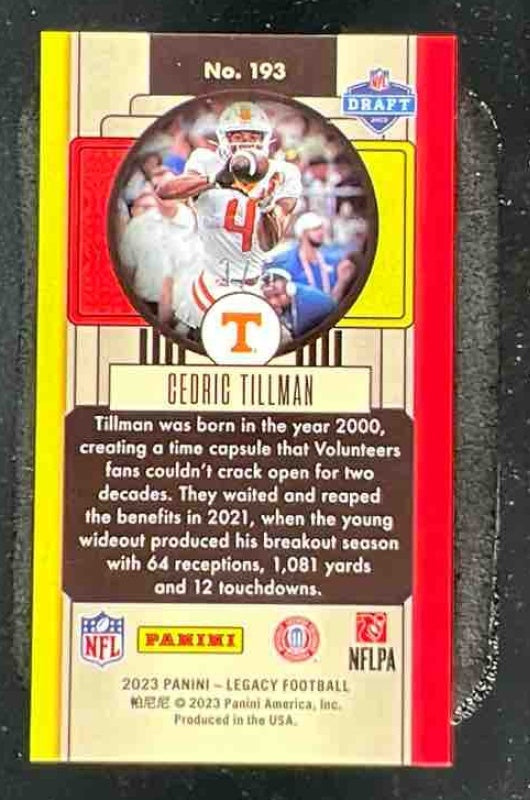 No. 193
NFL
DRAFT
2023
4
T
CEDRIC TILLMAN
Tillman was born in the year 2000,
creating a time capsule that Volunteers
fans couldn't crack open for two
decades. They waited and reaped
the benefits in 2021, when the young
wideout produced his breakout season
with 64 receptions, 1,081 yards
and 12 touchdowns.
NFL
PANINI
NFLPA
2023 PANINI – LEGACY FOOTBALL
帕尼尼 © 2023 Panini America, Inc.
Produced in the USA.